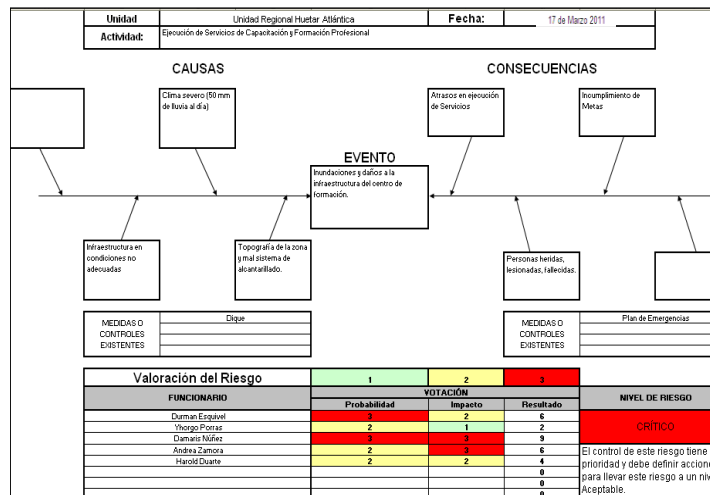 Unidad Unidad Regional Huetar Atlántica Fecha: 17 de Marzo 2011
Actividad: Ejecución de Servicios de Capacitación y Formación Profesional
CAUSAS CONSECUENCIAS
Clima severo (50 mm
de lluvia al día)
Atrasos en ejecución
de Servicios
Incumplimiento de
Metas
EVENTO
Inundaciones y daños a la
infraestructura del centro de
formación.
Infraestructura en
condiciones no
adecuadas
Topografía de la zona
y mal sistema de
alcantarillado.
Personas heridas,
lesionadas, fallecidas.
MEDIDAS O
CONTROLES
EXISTENTES
Dique
MEDIDAS O
CONTROLES
EXISTENTES
Plan de Emergencias
Valoración del Riesgo 1 2 3
FUNCIONARIO VOTACIÓN NIVEL DE RIESGO
Probabilidad Impacto Resultado
Durman Esquivel 3 2 6
Yhorgo Porras 2 1 2
Damaris Núñez 3 3 9
Andrea Zamora 2 3 6
Harold Duarte 2 2 4
0
0
0
CRÍTICO
El control de este riesgo tiene
prioridad y debe definir accione
para llevar este riesgo a un niv
Aceptable.